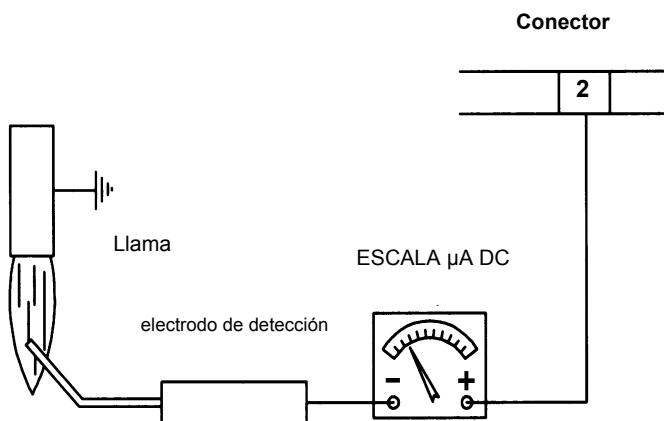 Conector
2
Llama
ESCALA µA DC
electrodo de detección
- +